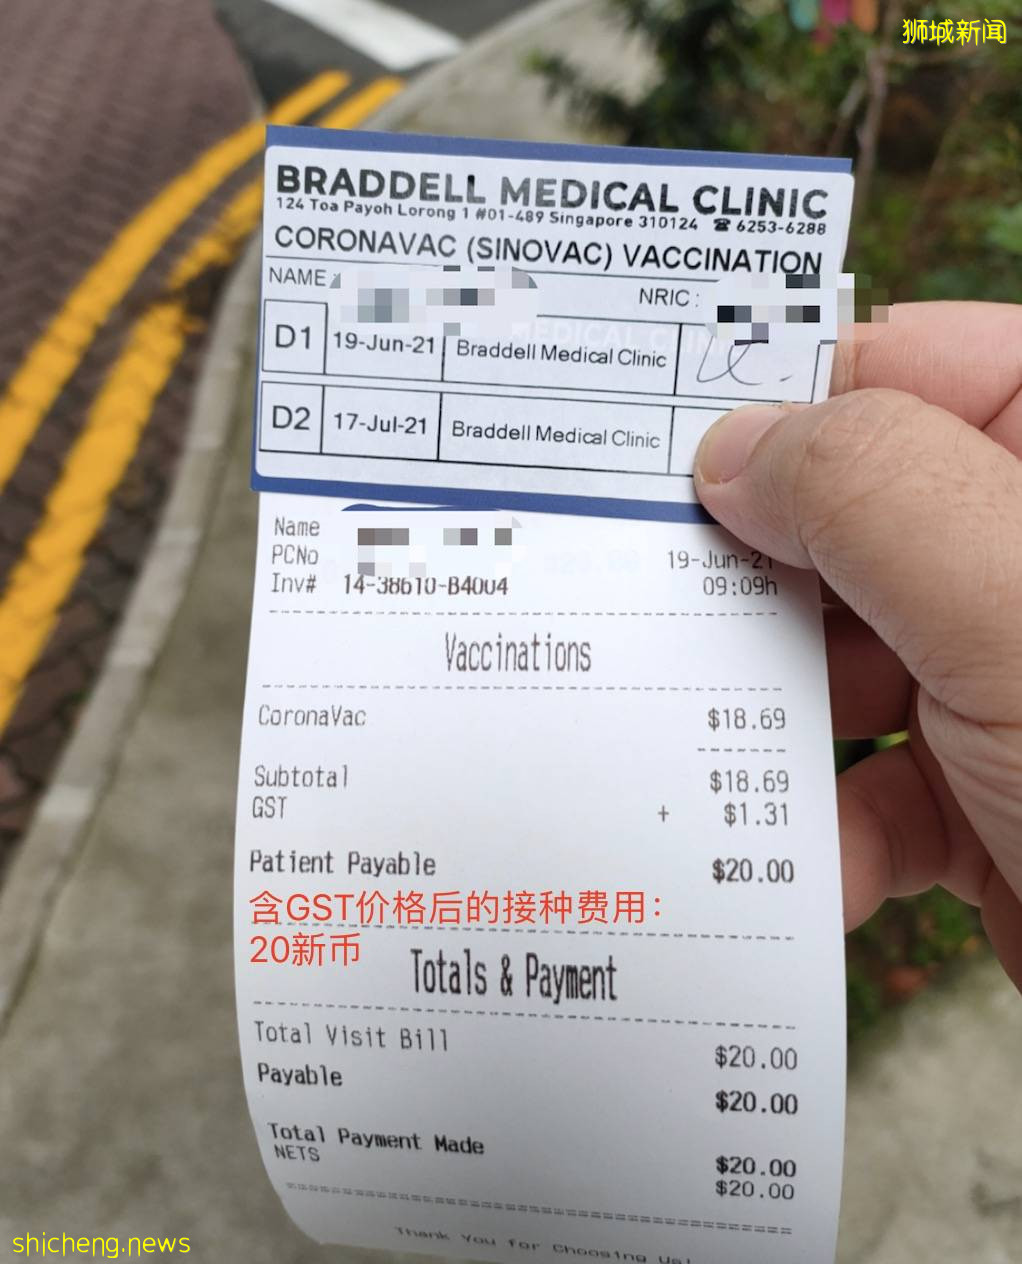 狮城新闻
BRADDELL MEDICAL CLINIC
124 Toa Payoh Lorong 1 #01-489 Singapore 310124 ☎ 6253-6288
CORONAVAC (SINOVAC) VACCINATION
NAME :
NRIC :
D1 19-Jun-21 Braddell Medical Clinic
D2 17-Jul-21 Braddell Medical Clinic
Name
PCNo 19-Jun-21
Inv# 14-38610-B4004 09:09h
Vaccinations
CoronaVac $18.69
Subtotal $18.69
GST + $1.31
Patient Payable $20.00
含GST价格后的接种费用：
20新币
Totals & Payment
Total Visit Bill $20.00
Payable $20.00
Total Payment Made $20.00
NETS $20.00
Thank You for Choosing Us!
shicheng.news